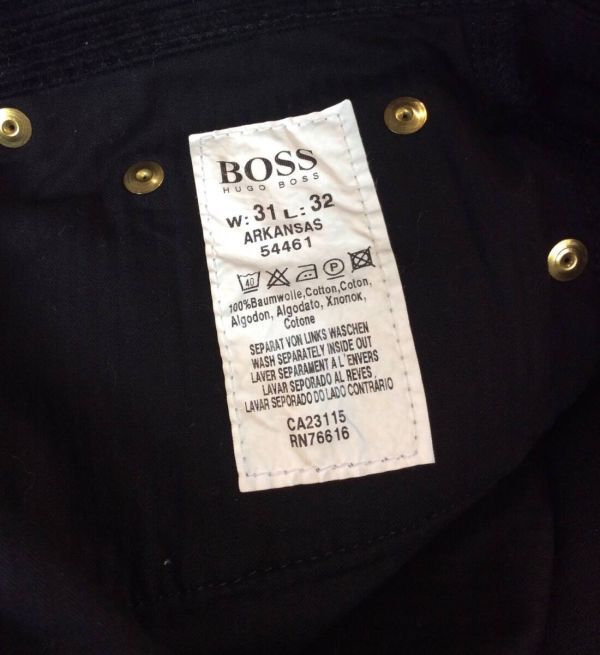 BOSS
HUGO BOSS
W: 31 L: 32
ARKANSAS
54461
40 P
100%Baumwolle,Cotton,Coton,
Algodon, Algodato, Хлопок,
Cotone
SEPARAT VON LINKS WASCHEN
WASH SEPARATELY INSIDE OUT
LAVER SEPARAMENT A L'ENVERS
LAVAR SEPORADO AL REVES
LAVAR SEPORADO DO LADO CONTRARIO
CA23115
RN76616